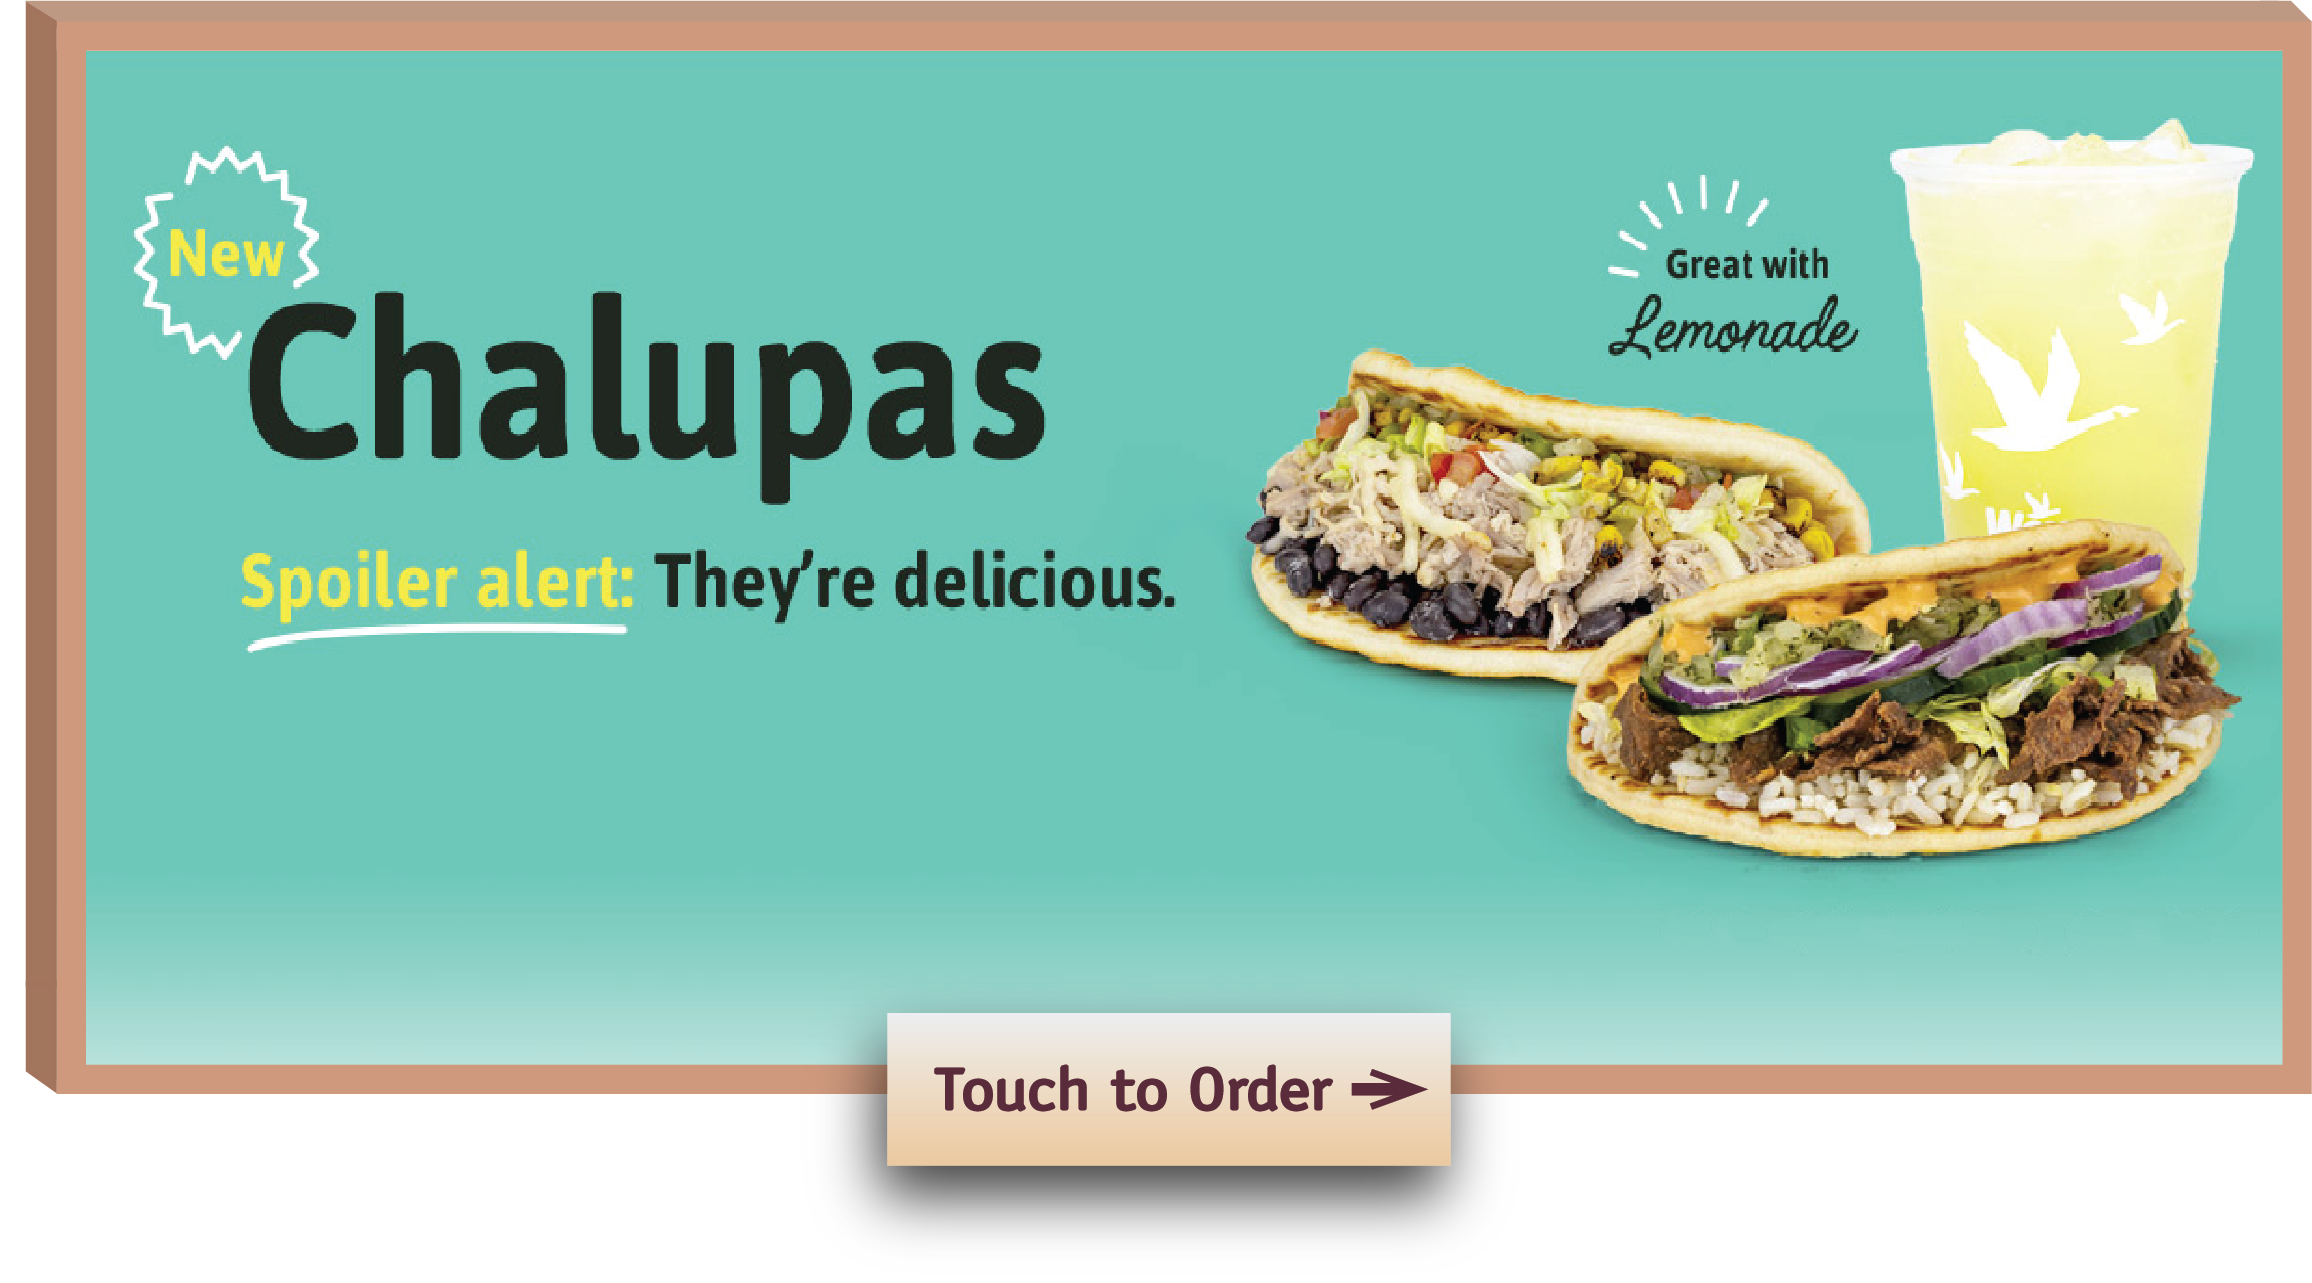 New
Chalupas
Spoiler alert: They’re delicious.
Great with
Lemonade
Touch to Order